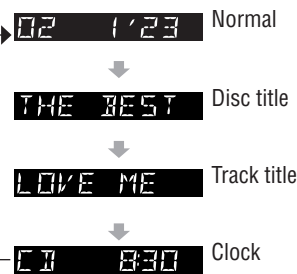 02 1'23 Normal
THE BEST Disc title
LOVE ME Track title
CD 8:30 Clock